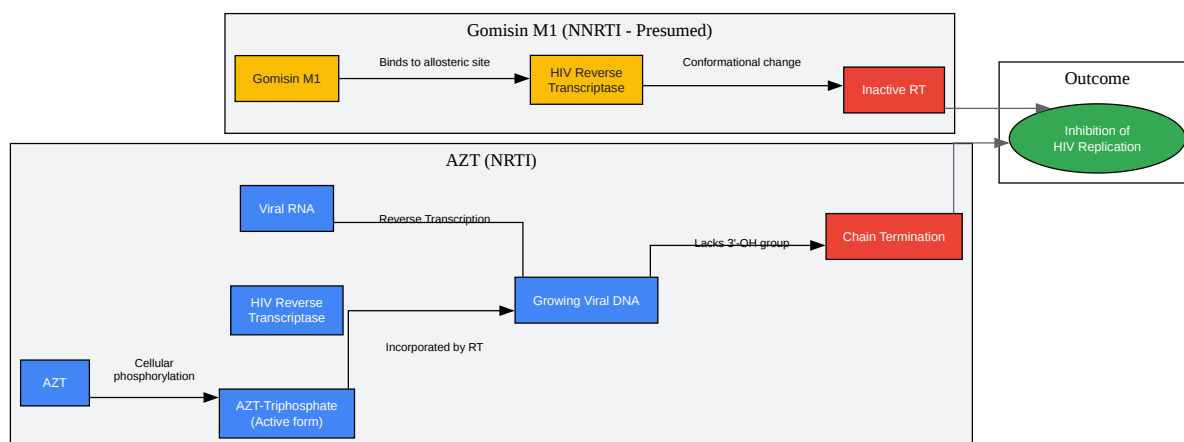 Gomisin M1 (NNRTI - Presumed)
Gomisin M1
Binds to allosteric site
HIV Reverse
Transcriptase
Conformational change
Inactive RT
Outcome
Inhibition of
HIV Replication
AZT (NRTI)
Viral RNA
Reverse Transcription
Lacks 3'-OH group
Chain Termination
HIV Reverse
Transcriptase
Growing Viral DNA
Incorporated by RT
AZT
Cellular
phosphorylation
AZT-Triphosphate
(Active form)